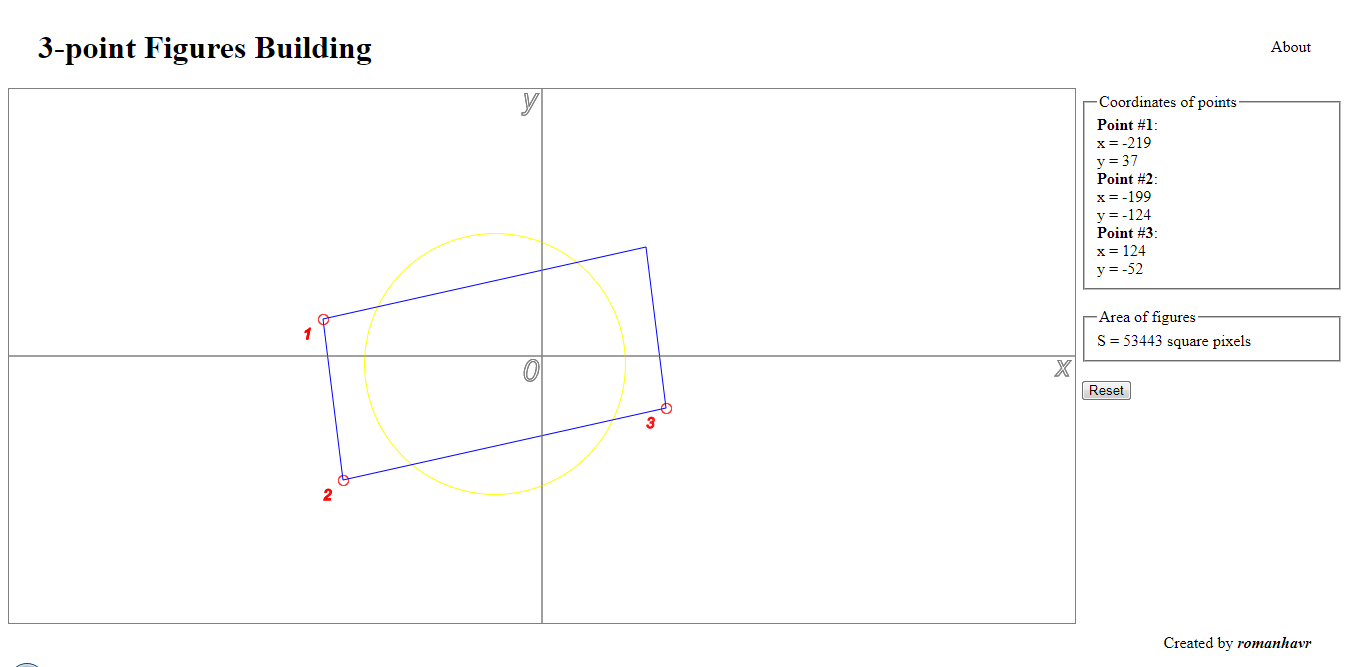 3-point Figures Building
About
y
0
x
1
2
3
Coordinates of points
Point #1:
x = -219
y = 37
Point #2:
x = -199
y = -124
Point #3:
x = 124
y = -52
Area of figures
S = 53443 square pixels
Reset
Created by romanhavr